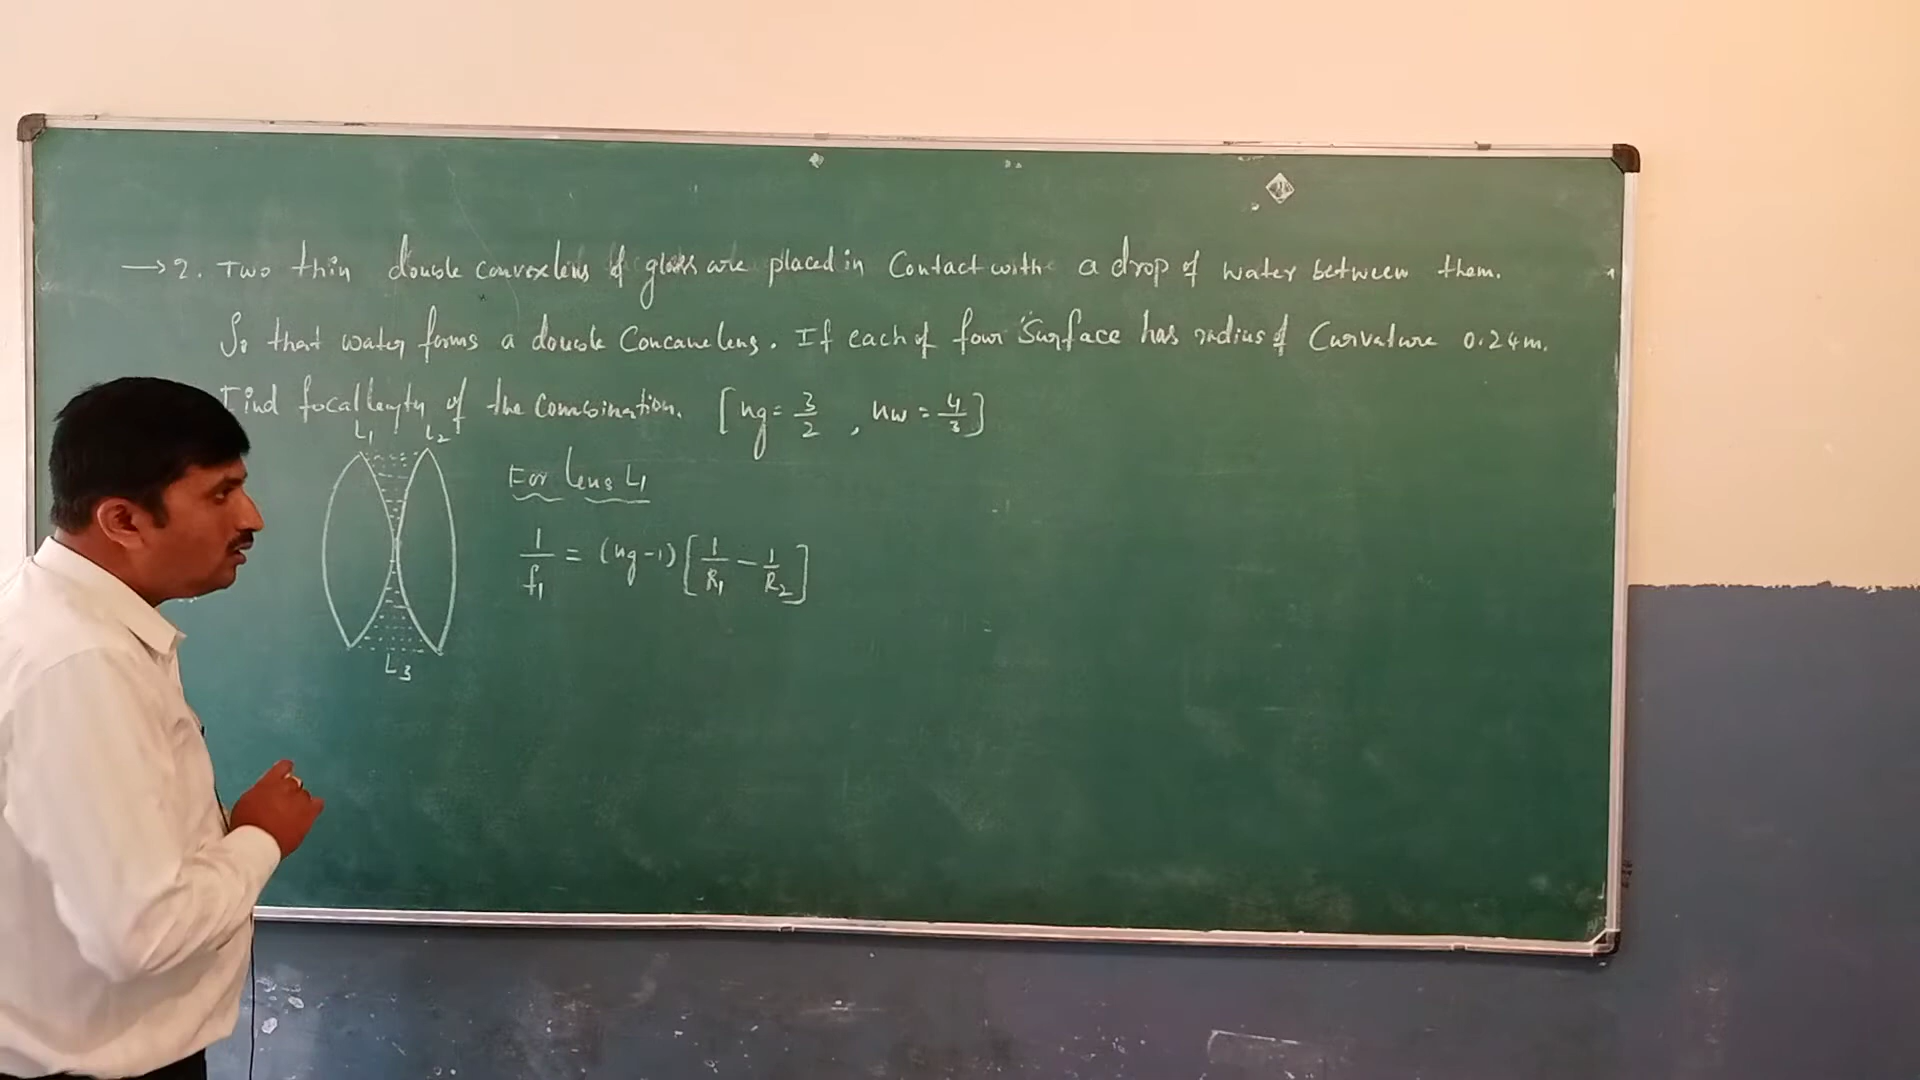 → 2. Two thin double convex lens of glass are placed in Contact with a drop of water between them.
So that water forms a double Concave lens. If each of four Surface has radius of Curvature 0.24m.
Find focal length of the Combination. [ng = 3/2 , nw = 4/3]
L1 L2
For lens L1
1/f1 = (ng-1) [1/R1 - 1/R2]
L3